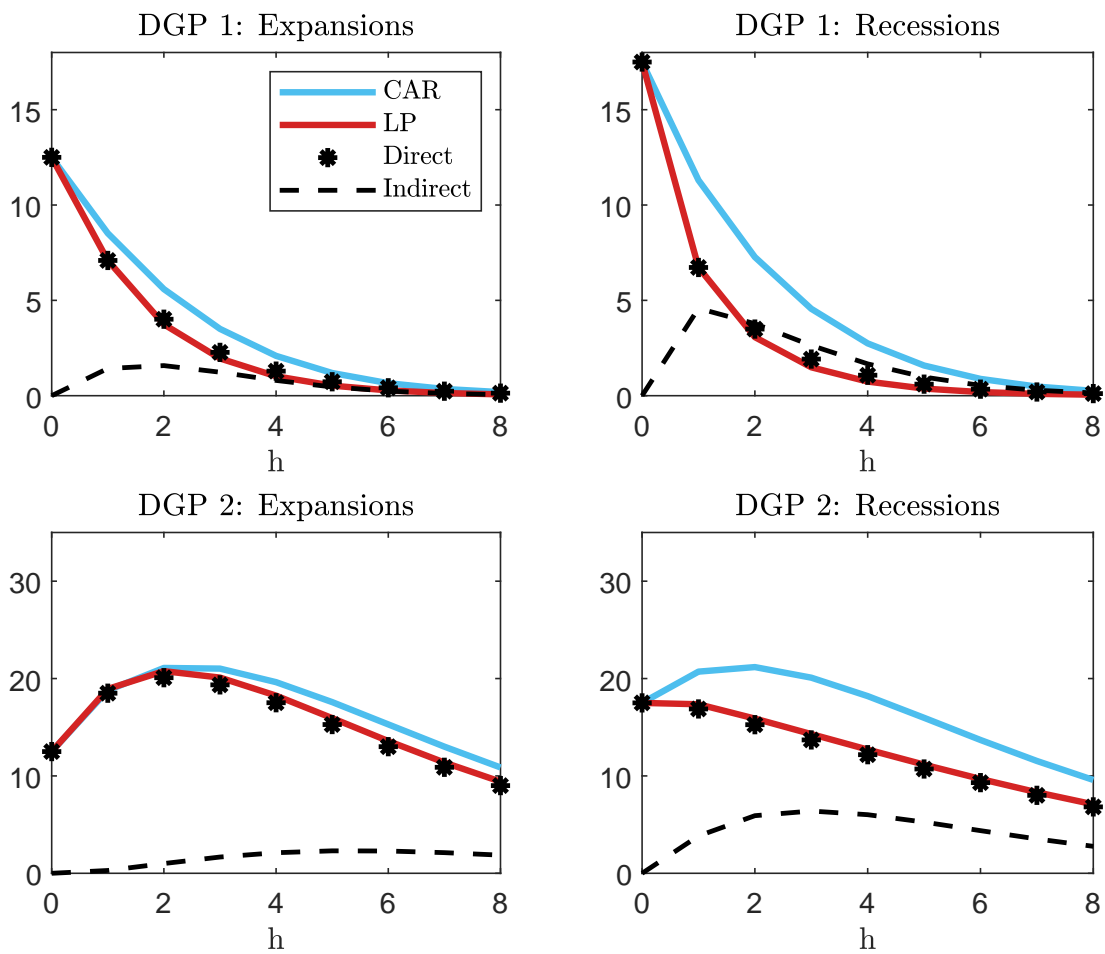 DGP 1: Expansions
15
10
5
0
0 2 4 6 8
h
CAR
LP
Direct
Indirect
DGP 1: Recessions
15
10
5
0
0 2 4 6 8
h
DGP 2: Expansions
30
20
10
0
0 2 4 6 8
h
DGP 2: Recessions
30
20
10
0
0 2 4 6 8
h